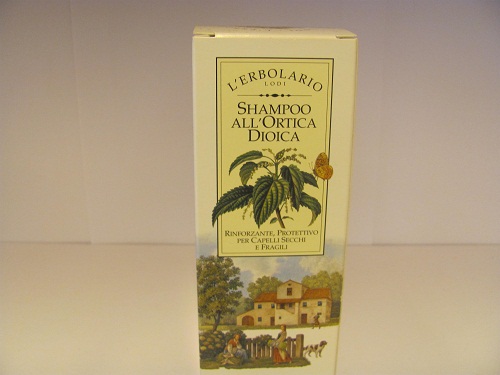 L'ERBOLARIO
LODI
SHAMPOO
ALL'ORTICA
DIOICA
RINFORZANTE, PROTETTIVO
PER CAPELLI SECCHI
E FRAGILI